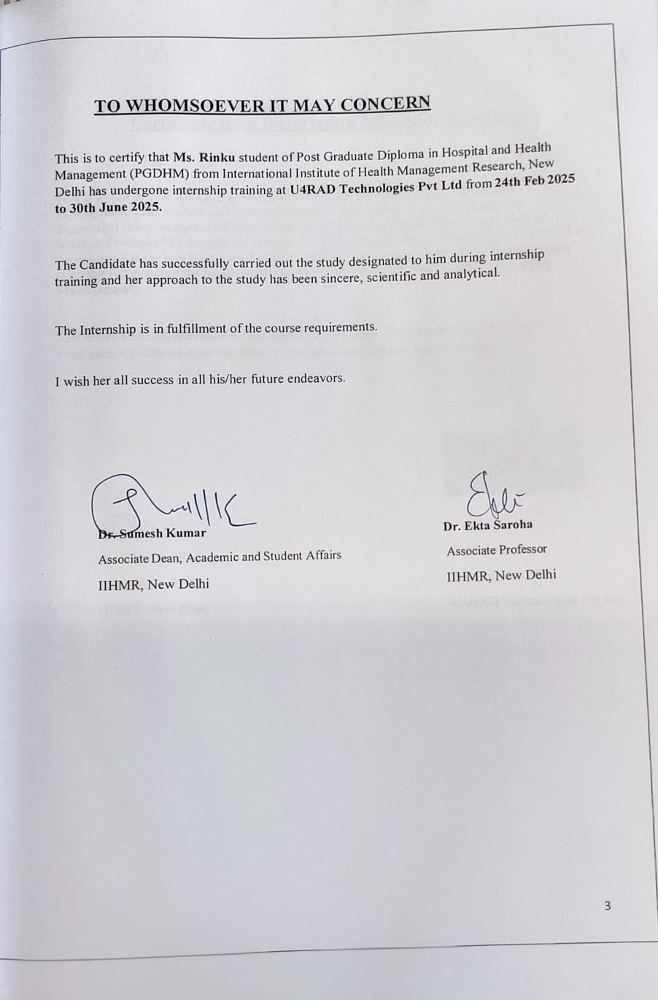 TO WHOMSOEVER IT MAY CONCERN
This is to certify that Ms. Rinku student of Post Graduate Diploma in Hospital and Health
Management (PGDHM) from International Institute of Health Management Research, New
Delhi has undergone internship training at U4RAD Technologies Pvt Ltd from 24th Feb 2025
to 30th June 2025.
The Candidate has successfully carried out the study designated to him during internship
training and her approach to the study has been sincere, scientific and analytical.
The Internship is in fulfillment of the course requirements.
I wish her all success in all his/her future endeavors.
Dr. Sumesh Kumar
Associate Dean, Academic and Student Affairs
IIHMR, New Delhi
Dr. Ekta Saroha
Associate Professor
IIHMR, New Delhi
3